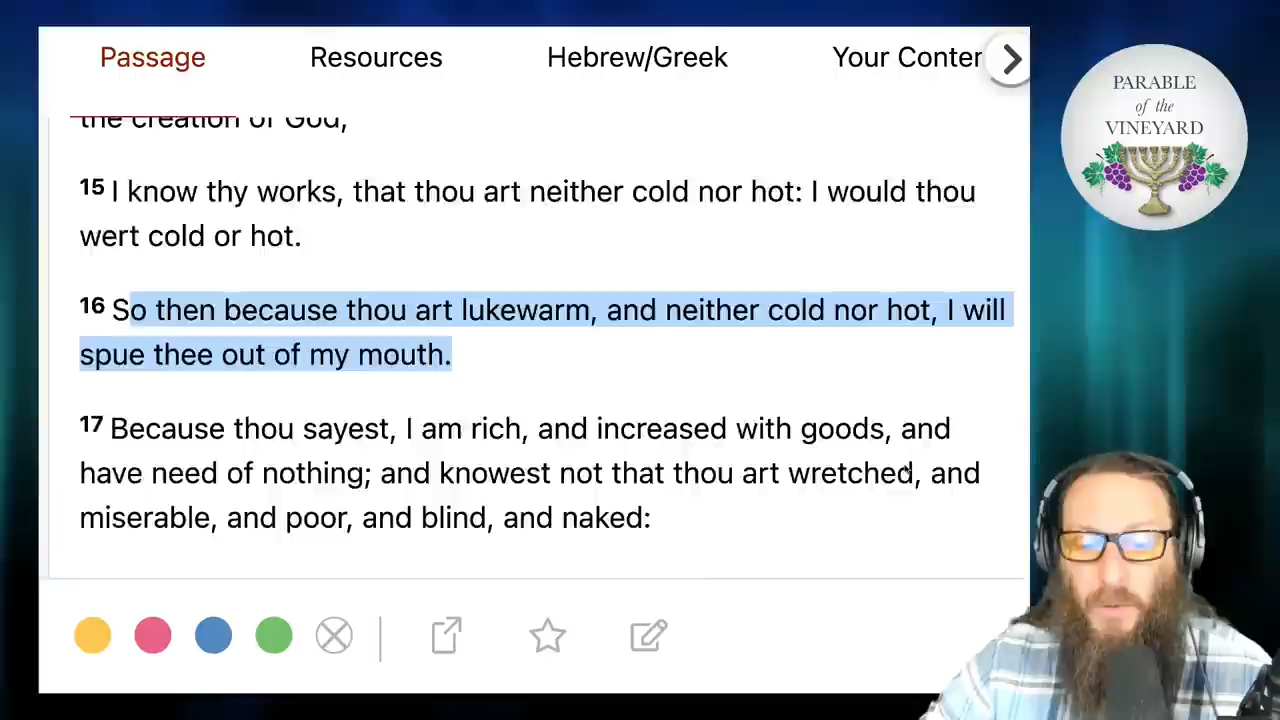 Passage
Resources
Hebrew/Greek
Your Conten
PARABLE
of the
VINEYARD
the creation of God,
15 I know thy works, that thou art neither cold nor hot: I would thou
wert cold or hot.
16 So then because thou art lukewarm, and neither cold nor hot, I will
spue thee out of my mouth.
17 Because thou sayest, I am rich, and increased with goods, and
have need of nothing; and knowest not that thou art wretched, and
miserable, and poor, and blind, and naked: